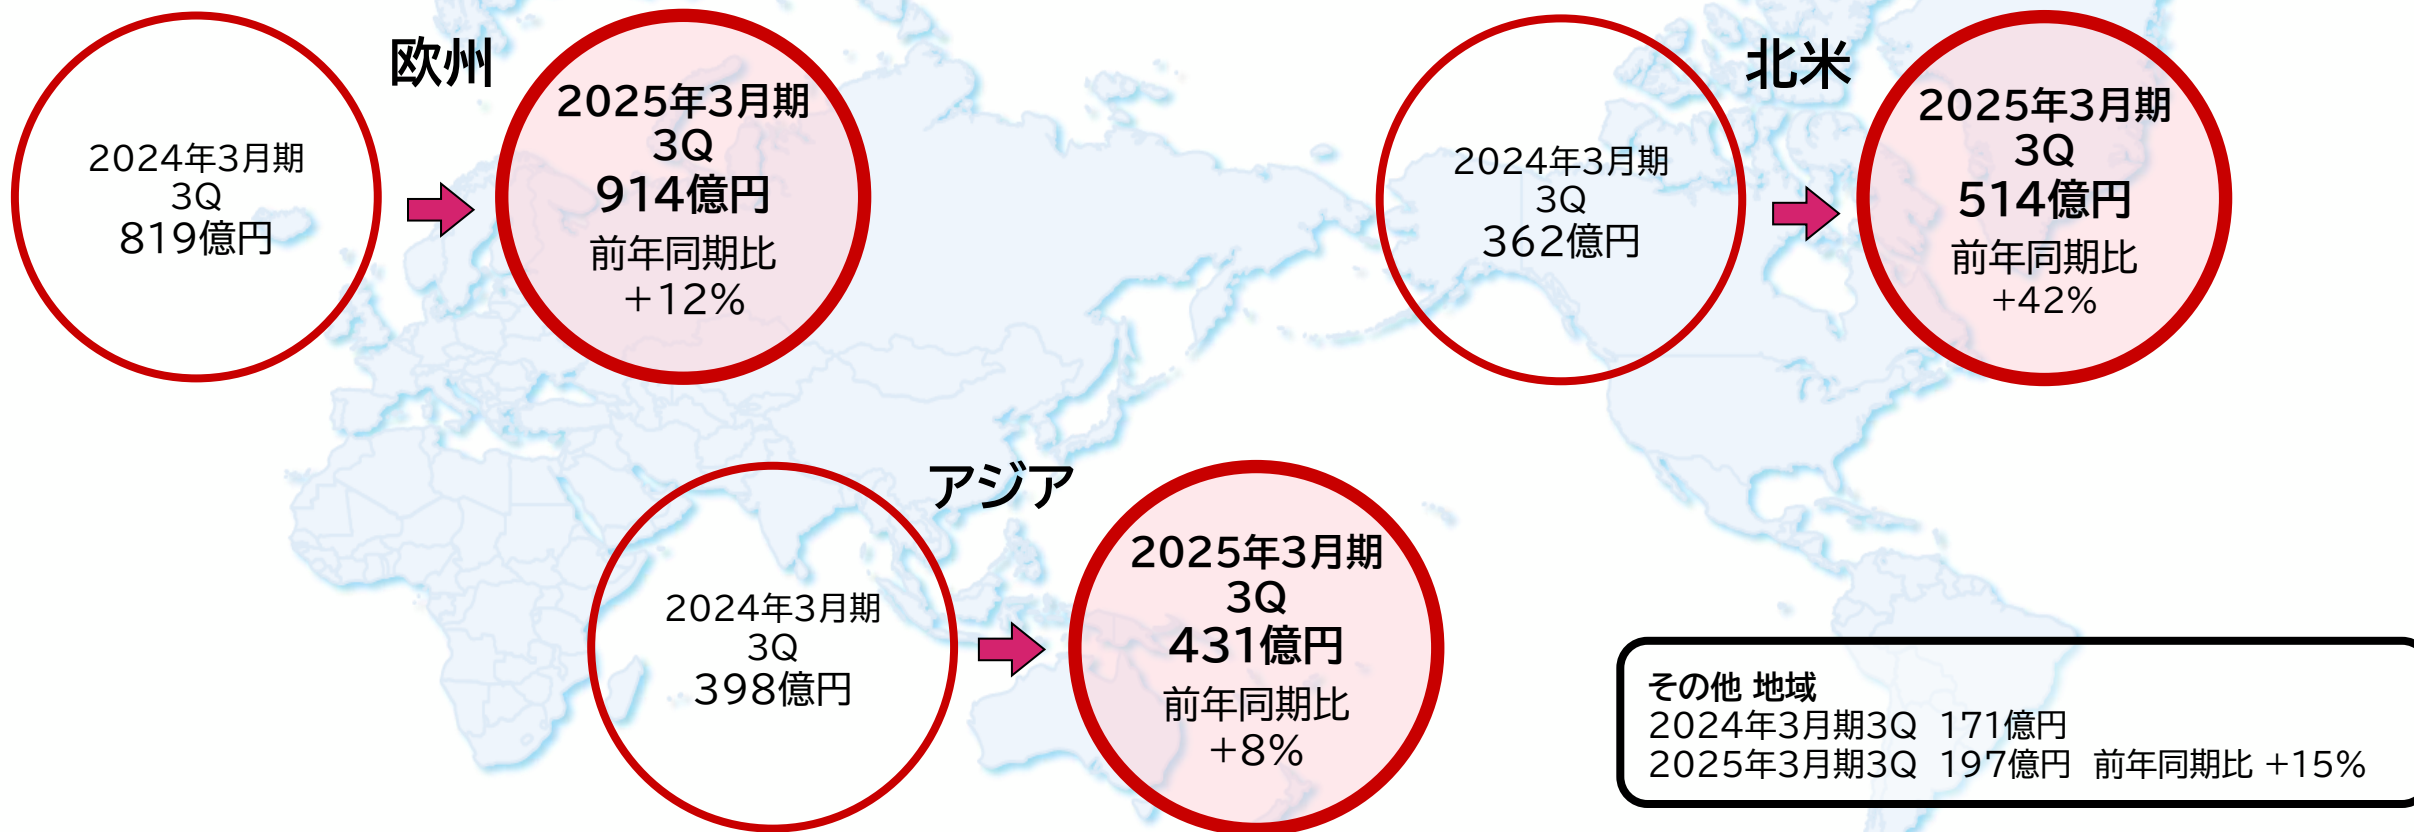 欧州
2024年3月期
3Q
819億円
2025年3月期
3Q
914億円
前年同期比
+12%
北米
2024年3月期
3Q
362億円
2025年3月期
3Q
514億円
前年同期比
+42%
アジア
2024年3月期
3Q
398億円
2025年3月期
3Q
431億円
前年同期比
+8%
その他 地域
2024年3月期3Q 171億円
2025年3月期3Q 197億円 前年同期比 +15%